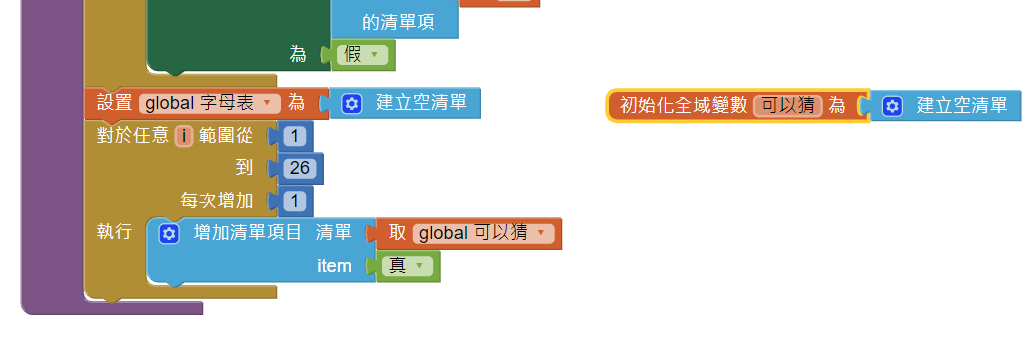 的清單項
為 假
設置 global 字母表 為 建立空清單
初始化全域變數 可以猜 為 建立空清單
對於任意 i 範圍從 1
到 26
每次增加 1
執行 增加清單項目 清單 取 global 可以猜
item 真